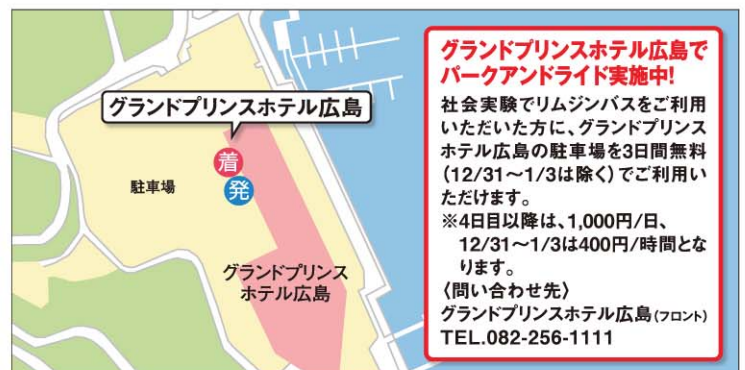 グランドプリンスホテル広島
着
発
駐車場
グランドプリンス
ホテル広島
グランドプリンスホテル広島で
パークアンドライド実施中!
社会実験でリムジンバスをご利用
いただいた方に、グランドプリンス
ホテル広島の駐車場を3日間無料
(12/31~1/3は除く)でご利用い
ただけます。
※4日目以降は、1,000円/日、
12/31~1/3は400円/時間とな
ります。
〈問い合わせ先〉
グランドプリンスホテル広島(フロント)
TEL.082-256-1111